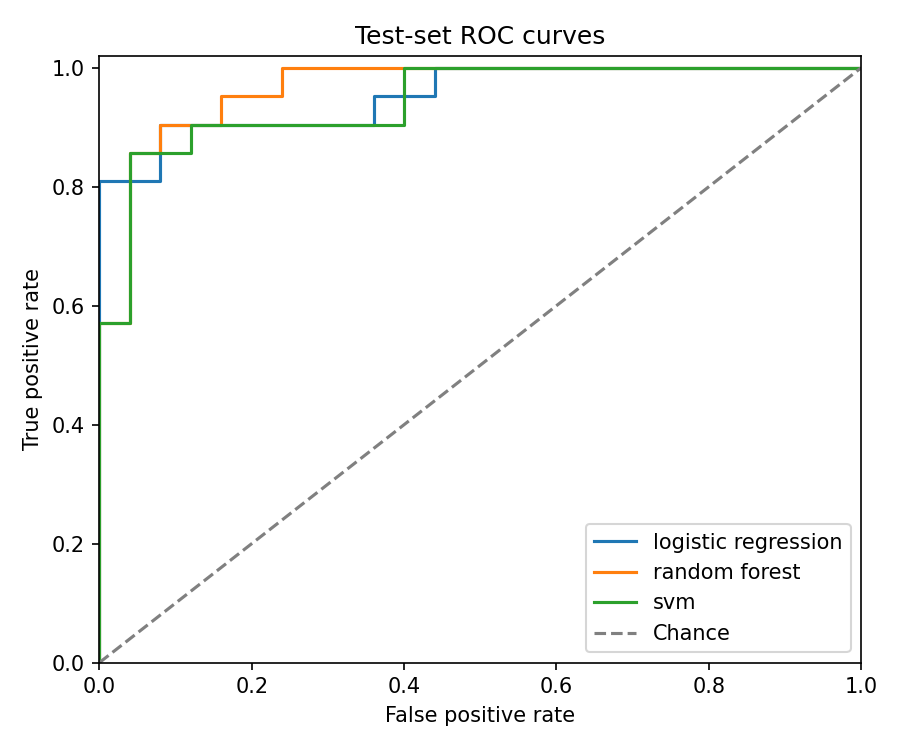 Test-set ROC curves
True positive rate
1.0
0.8
0.6
0.4
0.2
0.0
0.0 0.2 0.4 0.6 0.8 1.0
False positive rate
logistic regression
random forest
svm
Chance